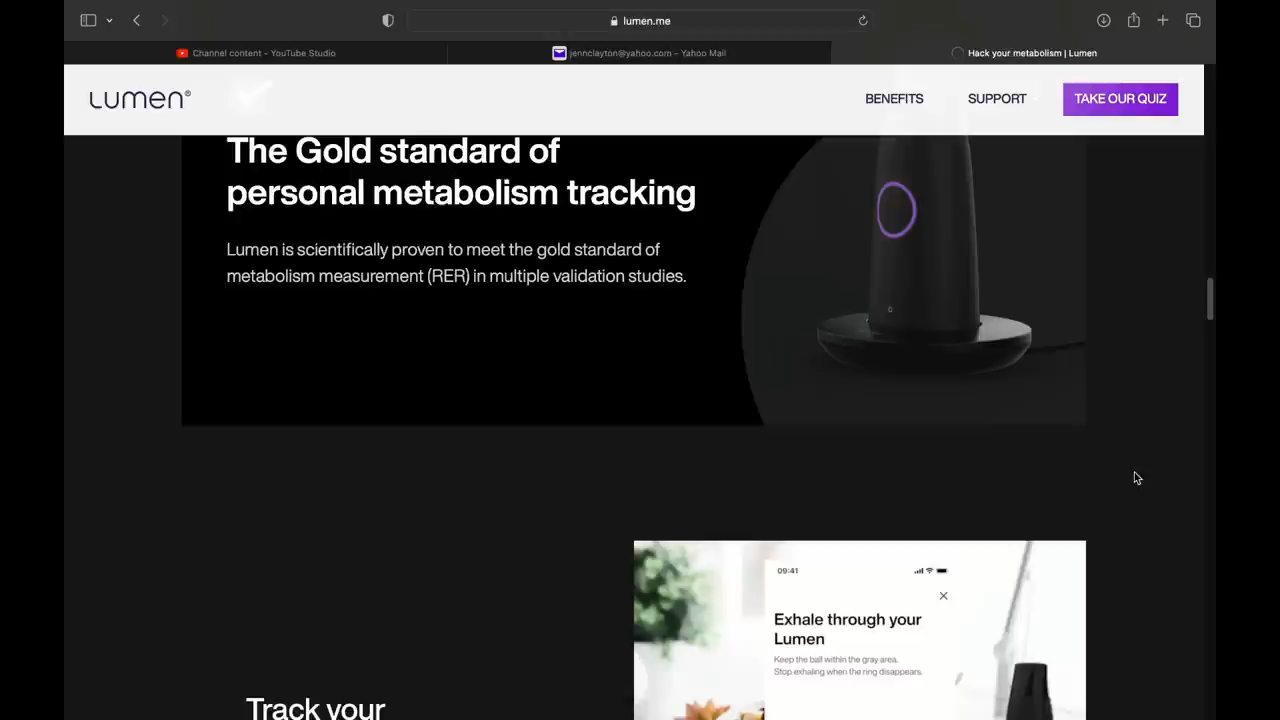 lumen.me
Channel content - YouTube Studio
jennclayton@yahoo.com - Yahoo Mail
Hack your metabolism | Lumen
Lumen®
BENEFITS
SUPPORT
TAKE OUR QUIZ
The Gold standard of
personal metabolism tracking
Lumen is scientifically proven to meet the gold standard of
metabolism measurement (RER) in multiple validation studies.
09:41
Exhale through your
Lumen
Keep the ball within the gray area.
Stop exhaling when the ring disappears.
Track your